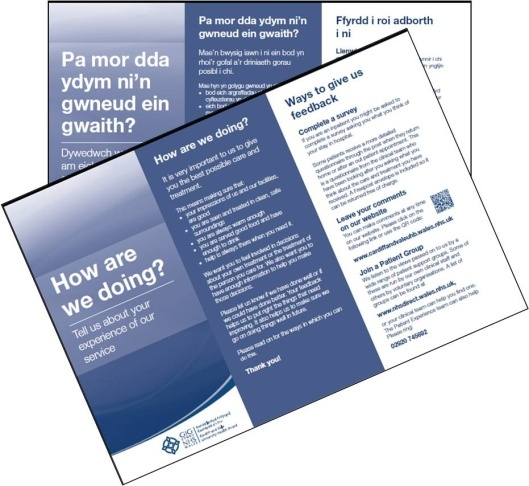 Pa mor dda
ydym ni'n
gwneud ein
gwaith?
Dywedwch
am
Pa mor dda ydym ni'n
gwneud ein gwaith?
Mae'n bwysig iawn i ni ein bod yn
rhoi'r gofal a'r driniaeth gorau
posibl i chi.
Mae hyn yn golygu gwneud yn
Ffyrdd i roi adborth
i ni
How are
we doing?
Tell us about your
experience of our
service
GIG
NHS
How are we doing?
It is very important to us to give
you the best possible care and
treatment.
This means making sure that:
• your impressions of us and our facilities,
are good
• you are seen and treated in clean, safe
surroundings
• you are always warm enough
• you are served good food and have
enough to drink
• help is always there when you need it.
We want you to feel involved in decisions
about your own treatment or the treatment of
the person you care for. We also want you to
have enough information to help you make
those decisions.
Please let us know if we have done well or if
we could have done better. Your feedback
helps us to put right the things that need
improving. It also helps us to make sure we
go on doing things well in future.
Please read on for the ways in which you can
do this.
Thank you!
Ways to give us
feedback
Complete a survey
If you are an inpatient you might be asked to
complete a survey asking you what you think of
your stay in hospital.
Some patients receive a more detailed
questionnaire through the post when they return
home or after an out patient appointment. This
is a questionnaire from the clinical team who
have been looking after you asking what you
think about the care and treatment you have
received. A freepost envelope is included so it
can be returned free of charge.
Leave your comments
on our website
You can make comments at any time
on our website. Please click on the
following link or use the QR code:
www.cardiffandvaleuhb.wales.nhs.uk
Join a Patient Group
We listen to the views passed on to us by a
wide range of patient support groups. Some of
these are run by our own clinical staff and
others by voluntary organisations. A list of
groups can be found at
www.nhsdirect.wales.nhs.uk,
or your clinical team can help you find one.
The Patient Experience team can also help
Please ring:
02920 745692